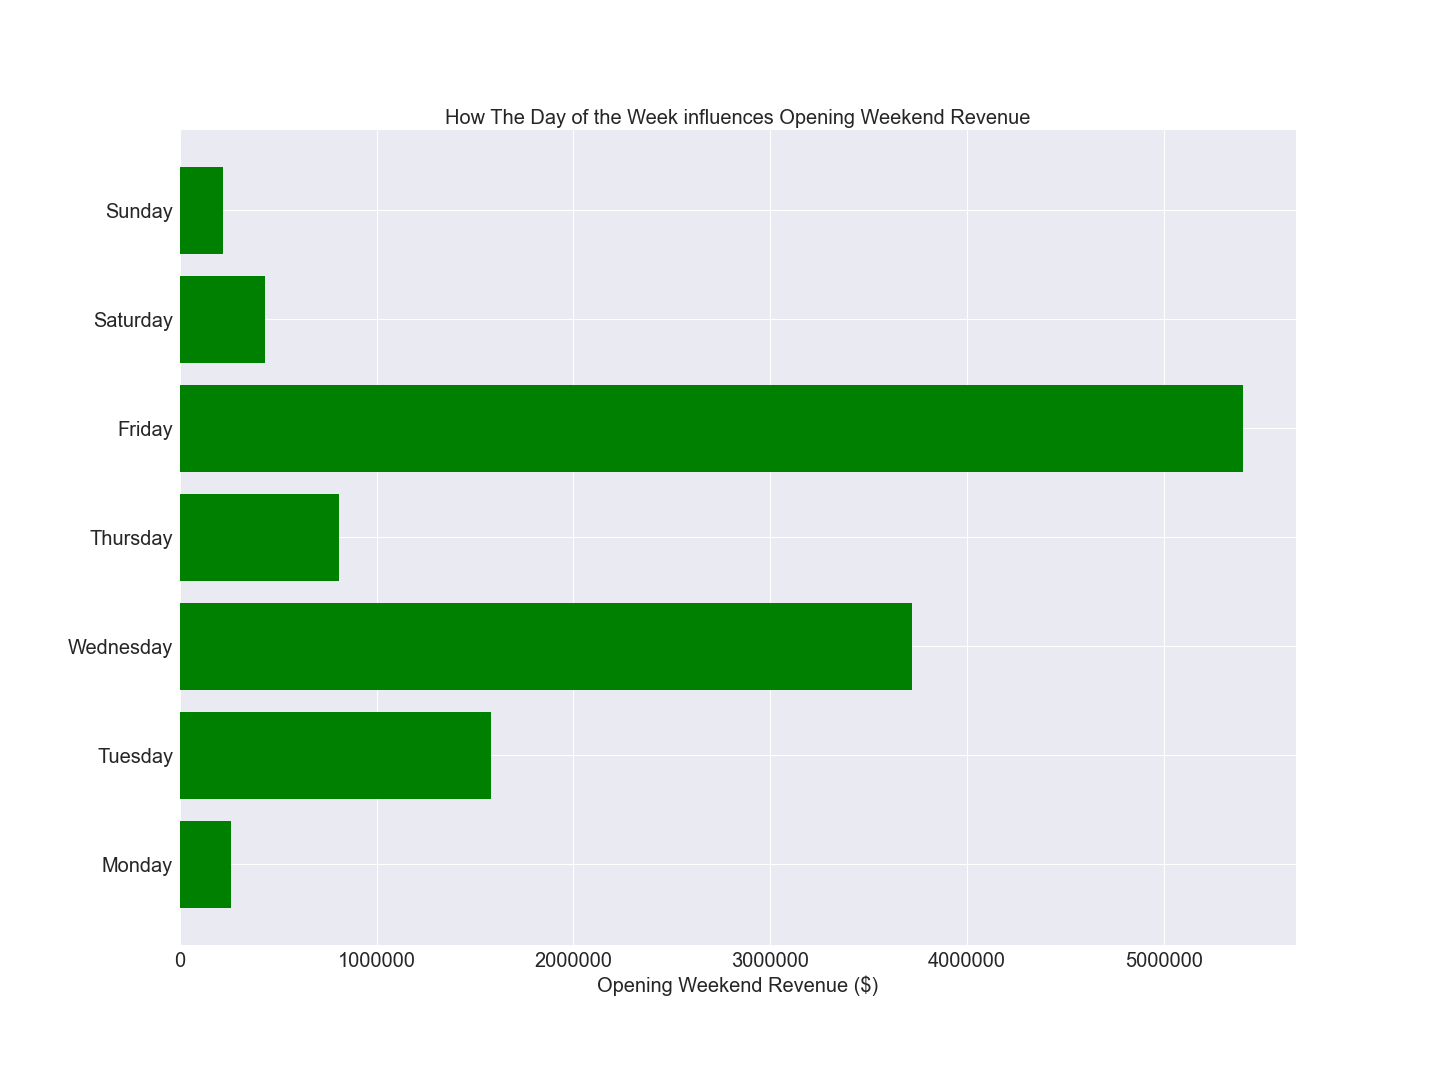 How The Day of the Week influences Opening Weekend Revenue
Sunday
Saturday
Friday
Thursday
Wednesday
Tuesday
Monday
0 1000000 2000000 3000000 4000000 5000000
Opening Weekend Revenue ($)